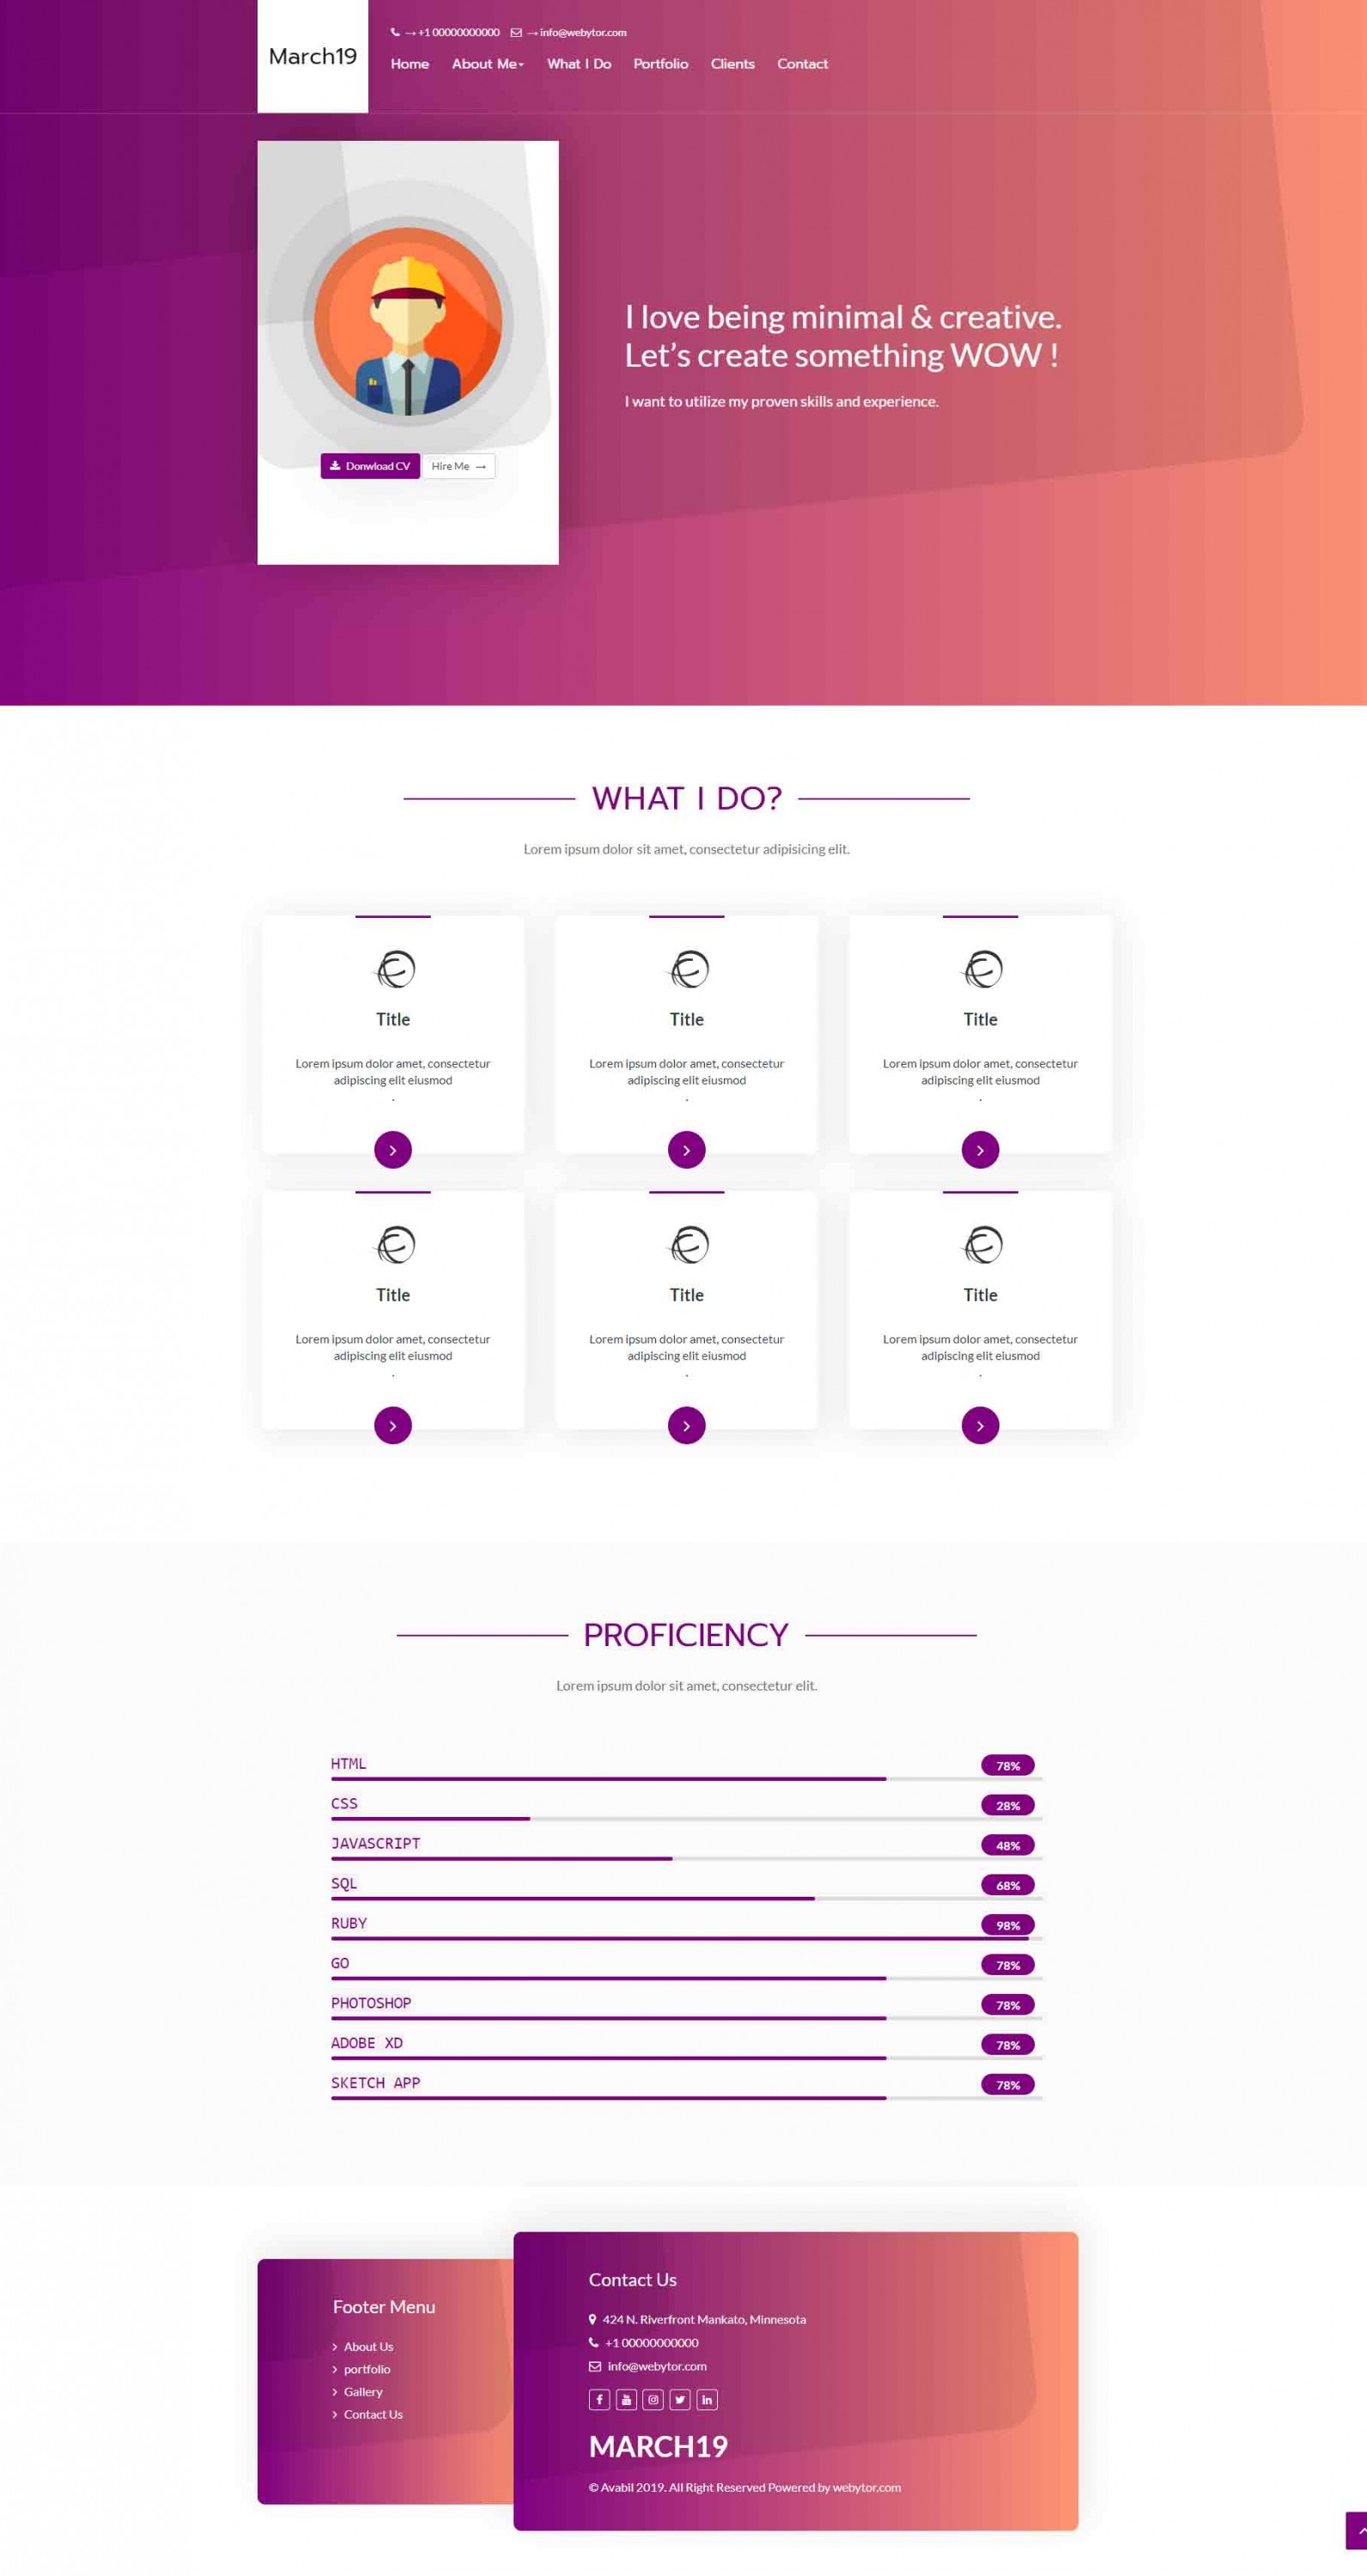 March19
→ +1 00000000000 → info@webytor.com
Home About Me What I Do Portfolio Clients Contact
I love being minimal & creative.
Let's create something WOW !
I want to utilize my proven skills and experience.
Donwload CV Hire Me →
WHAT I DO?
Lorem ipsum dolor sit amet, consectetur adipisicing elit.
Title
Lorem ipsum dolor amet, consectetur
adipiscing elit eiusmod
.
Title
Lorem ipsum dolor amet, consectetur
adipiscing elit eiusmod
.
Title
Lorem ipsum dolor amet, consectetur
adipiscing elit eiusmod
.
Title
Lorem ipsum dolor amet, consectetur
adipiscing elit eiusmod
.
Title
Lorem ipsum dolor amet, consectetur
adipiscing elit eiusmod
.
Title
Lorem ipsum dolor amet, consectetur
adipiscing elit eiusmod
.
PROFICIENCY
Lorem ipsum dolor sit amet, consectetur elit.
HTML 78%
CSS 28%
JAVASCRIPT 48%
SQL 68%
RUBY 98%
GO 78%
PHOTOSHOP 78%
ADOBE XD 78%
SKETCH APP 78%
Footer Menu
About Us
portfolio
Gallery
Contact Us
Contact Us
424 N. Riverfront Mankato, Minnesota
+1 00000000000
info@webytor.com
MARCH19
© Avabil 2019. All Right Reserved Powered by webytor.com